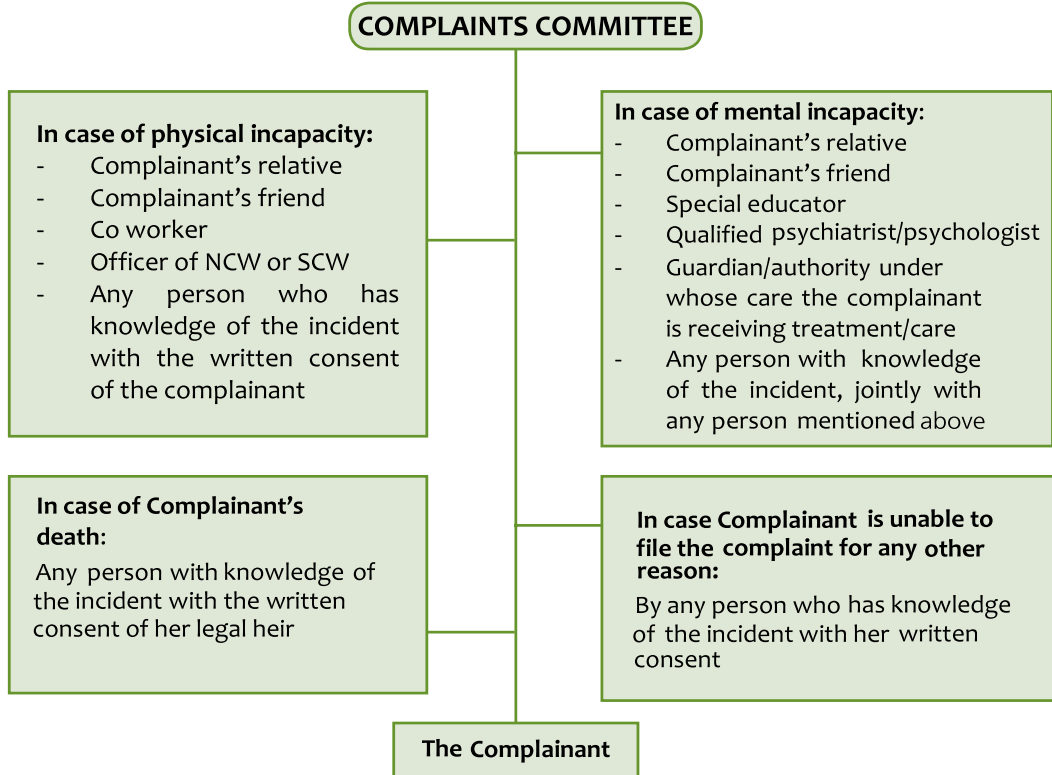 COMPLAINTS COMMITTEE
In case of physical incapacity:
- Complainant's relative
- Complainant's friend
- Co worker
- Officer of NCW or SCW
- Any person who has
knowledge of the incident
with the written consent
of the complainant
In case of mental incapacity:
- Complainant's relative
- Complainant's friend
- Special educator
- Qualified psychiatrist/psychologist
- Guardian/authority under
whose care the complainant
is receiving treatment/care
- Any person with knowledge
of the incident, jointly with
any person mentioned above
In case of Complainant's
death:
Any person with knowledge of
the incident with the written
consent of her legal heir
In case Complainant is unable to
file the complaint for any other
reason:
By any person who has knowledge
of the incident with her written
consent
The Complainant